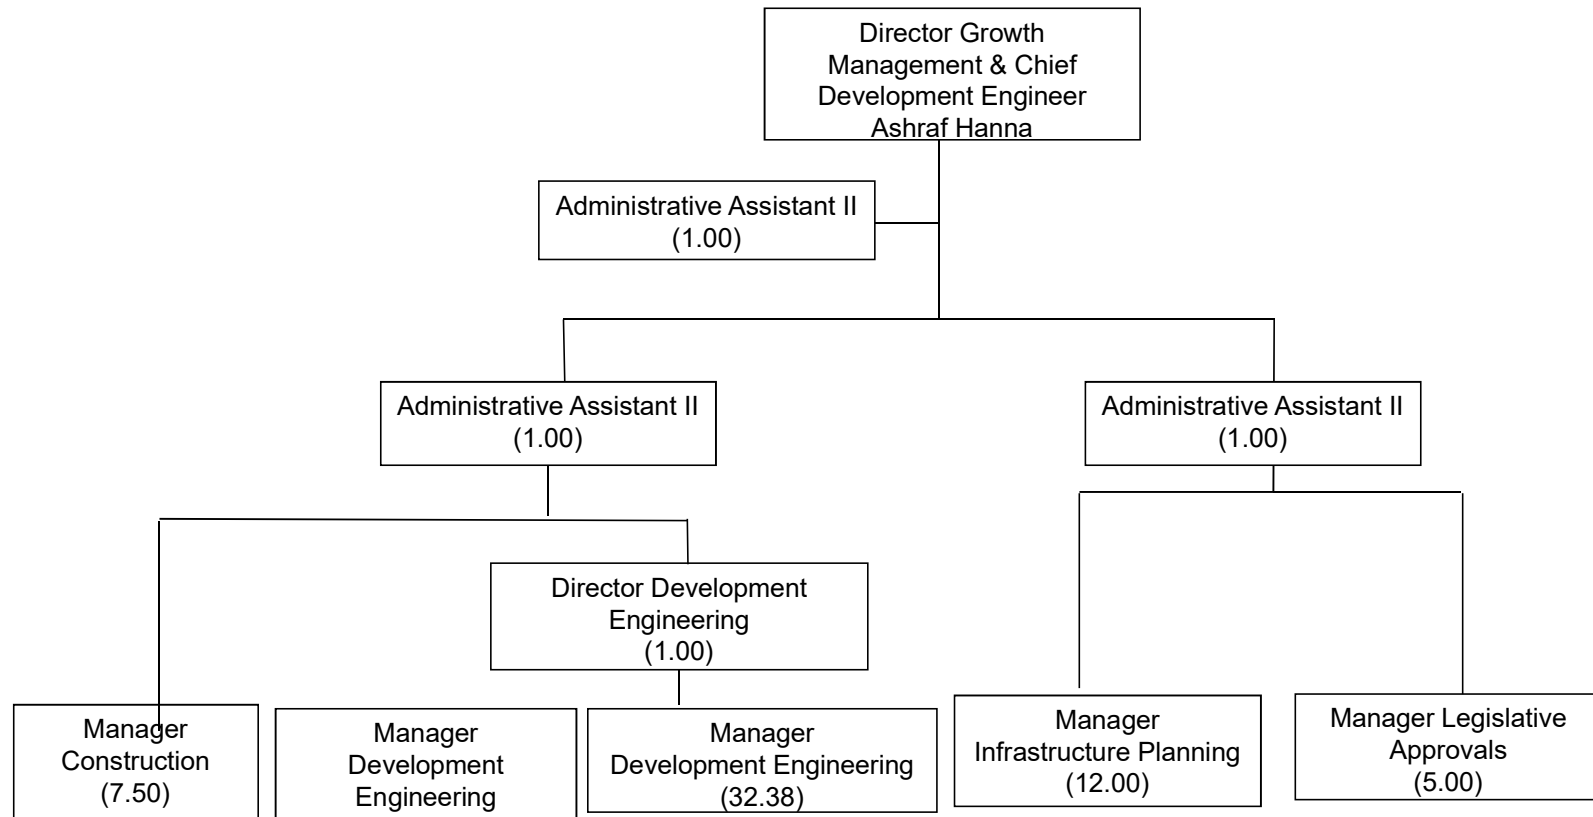 Director Growth
Management & Chief
Development Engineer
Ashraf Hanna
Administrative Assistant II
(1.00)
Administrative Assistant II
(1.00)
Administrative Assistant II
(1.00)
Director Development
Engineering
(1.00)
Manager
Construction
(7.50)
Manager
Development
Engineering
Manager
Development Engineering
(32.38)
Manager
Infrastructure Planning
(12.00)
Manager Legislative
Approvals
(5.00)